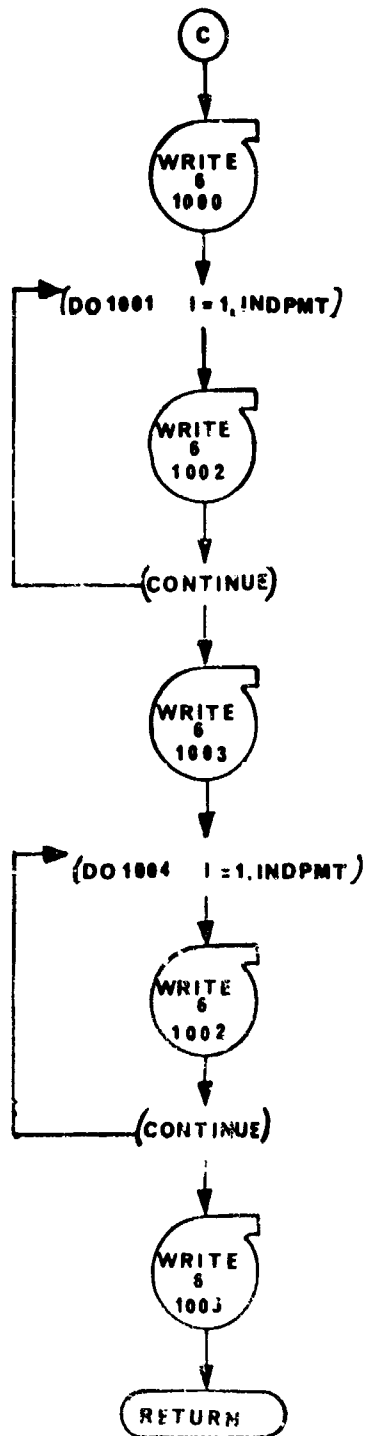 C
WRITE
6
1000
(DO 1001 I = 1, INDPMT)
WRITE
6
1002
(CONTINUE)
WRITE
6
1003
(DO 1004 I = 1, INDPMT)
WRITE
6
1002
(CONTINUE)
WRITE
6
RETURN